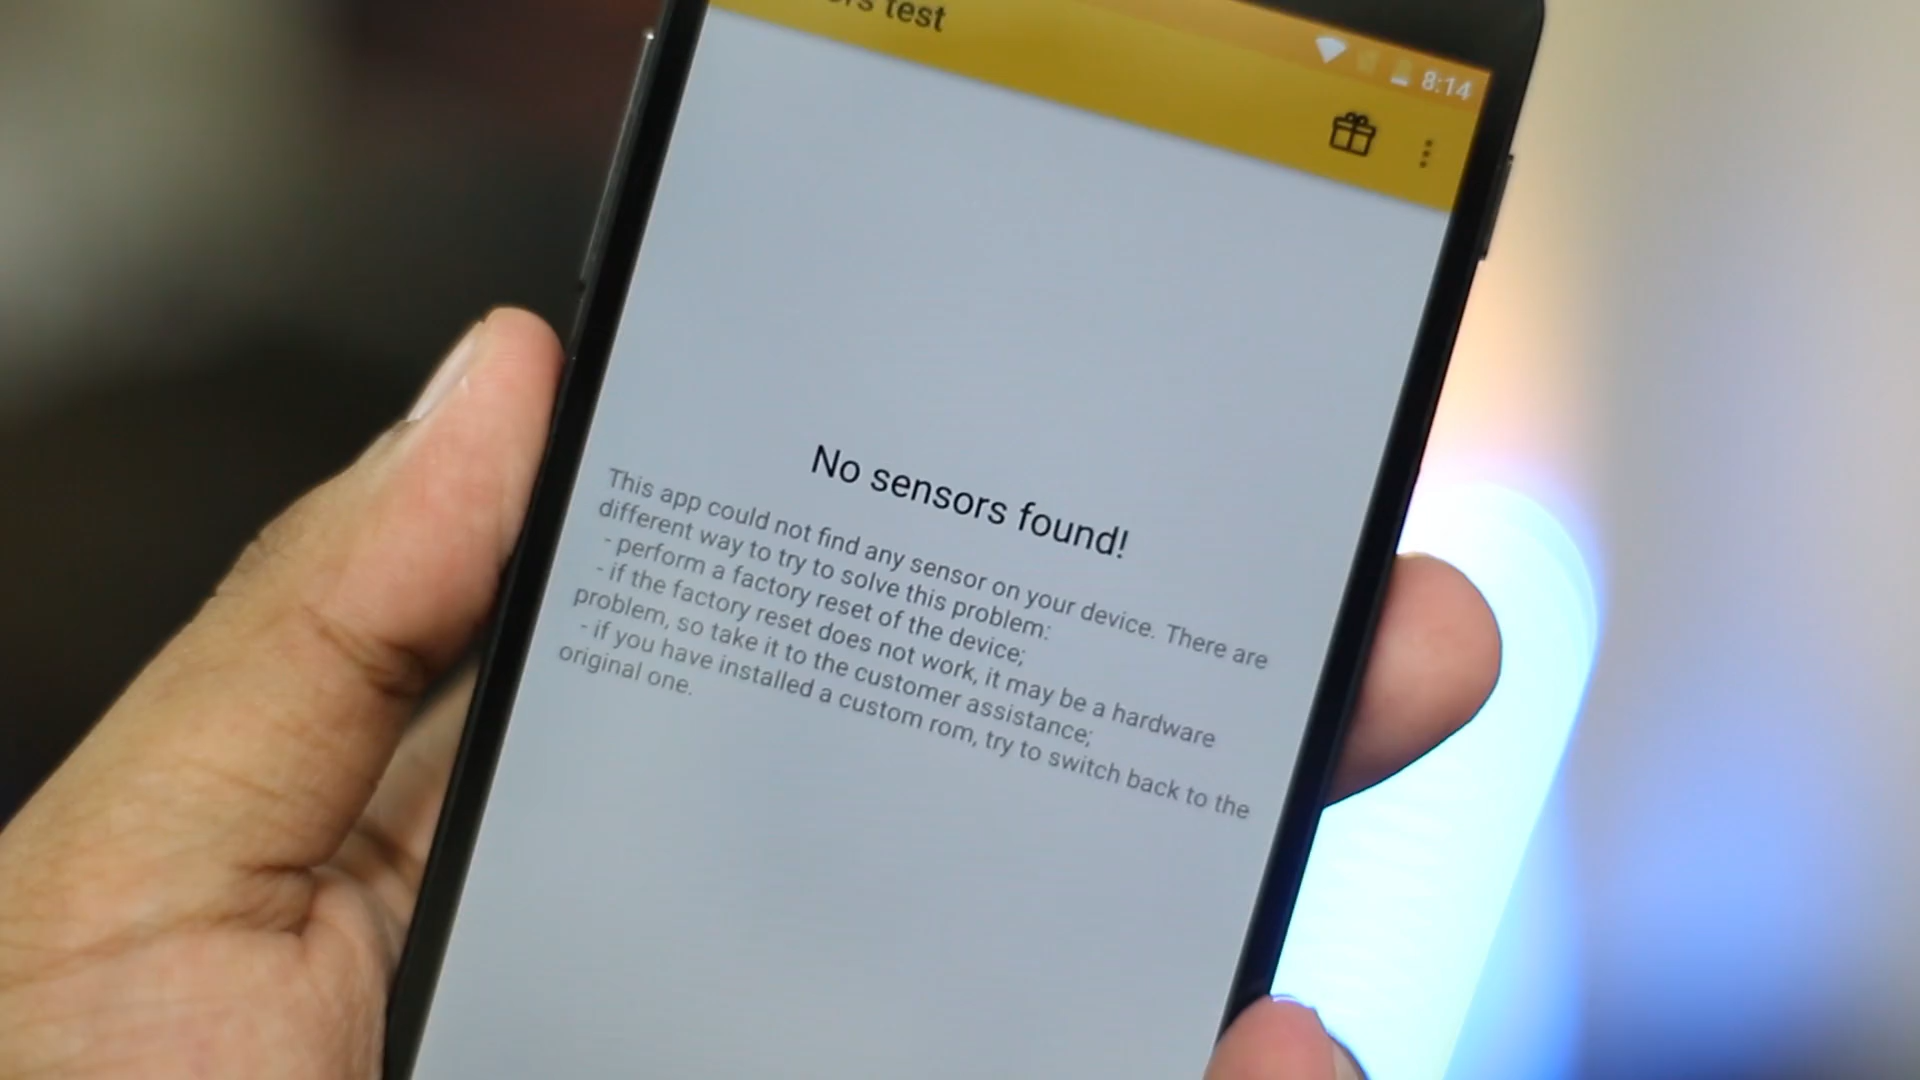 test
8:14
No sensors found!
This app could not find any sensor on your device. There are
different way to try to solve this problem:
- perform a factory reset of the device;
- if the factory reset does not work, it may be a hardware
problem, so take it to the customer assistance;
- if you have installed a custom rom, try to switch back to the
original one.